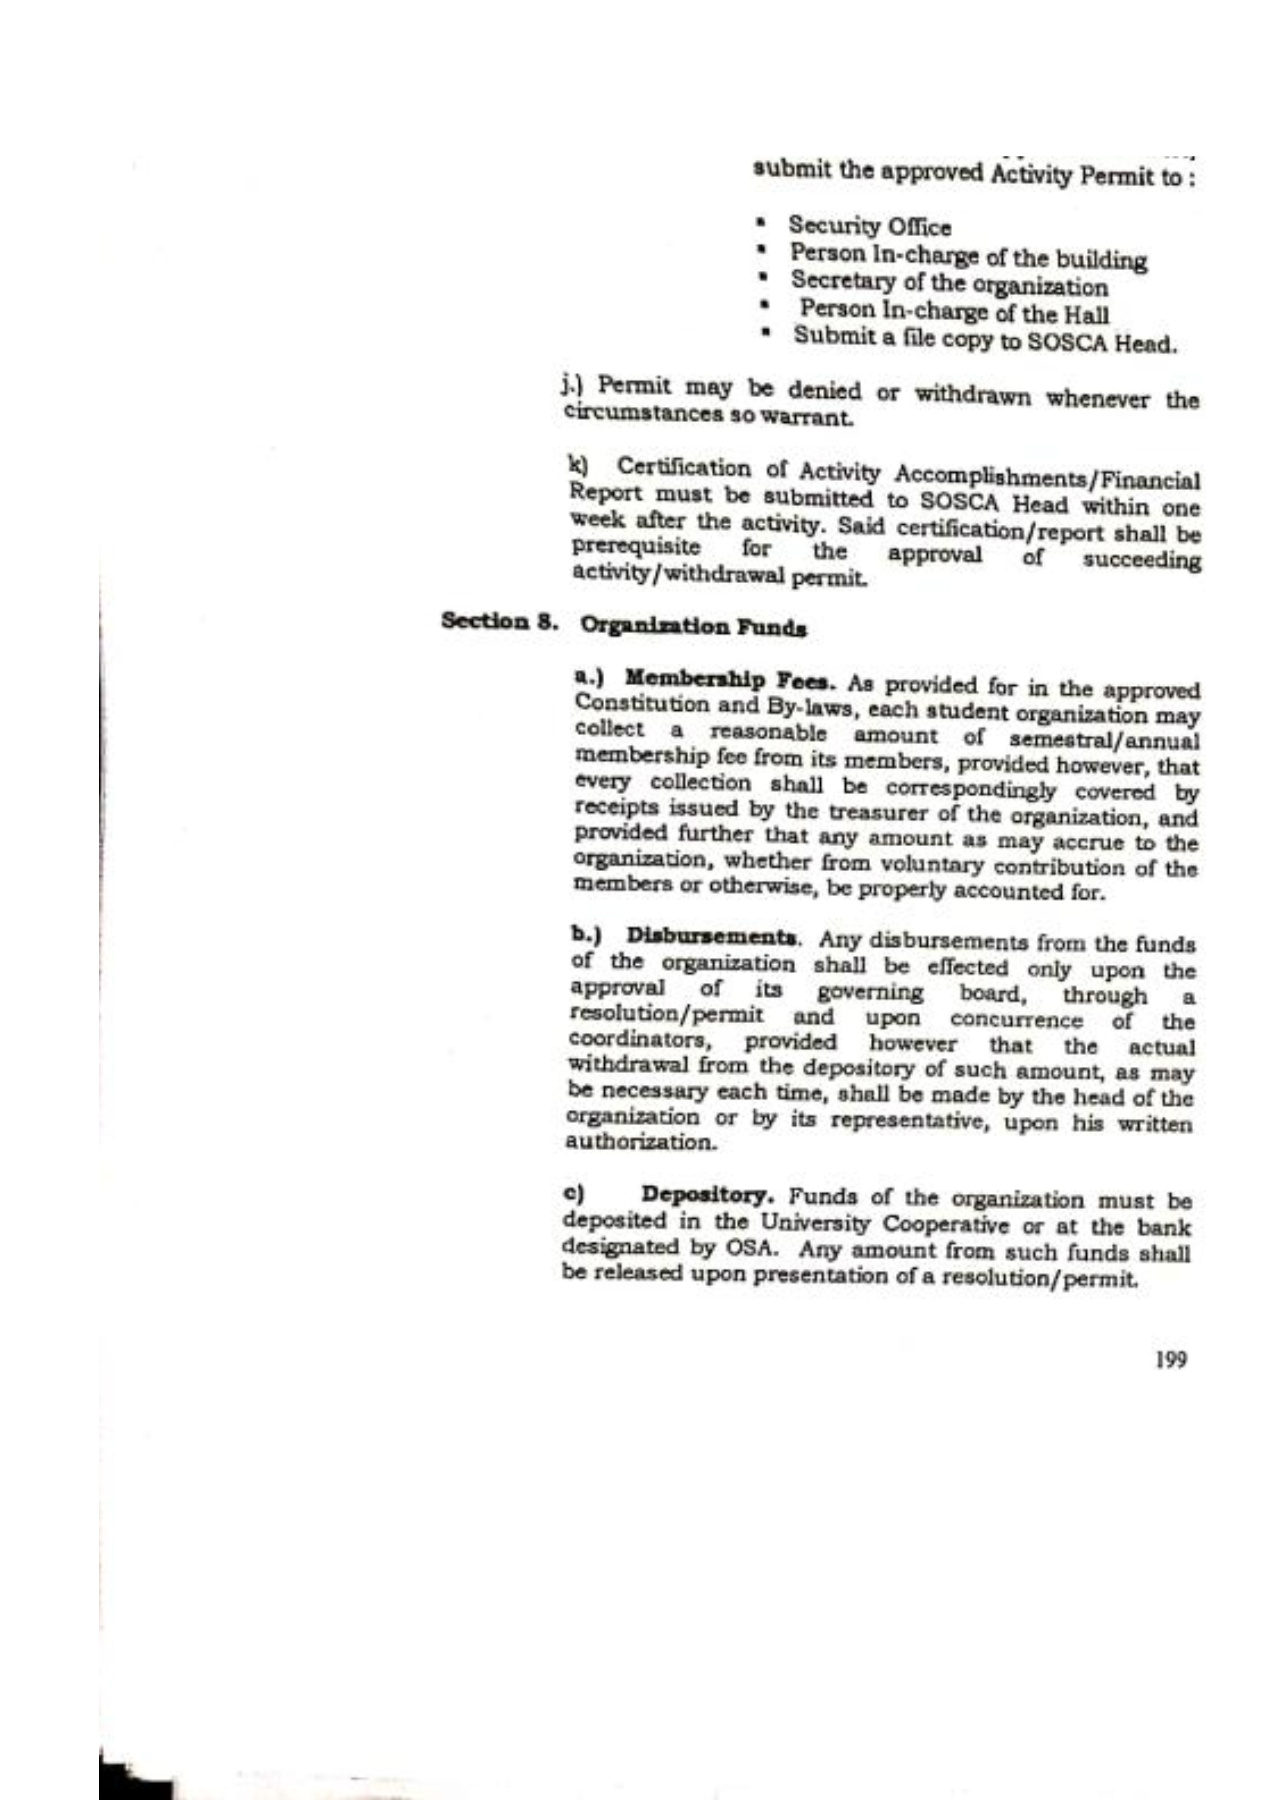 submit the approved Activity Permit to :
▪ Security Office
▪ Person In-charge of the building
▪ Secretary of the organization
▪ Person In-charge of the Hall
▪ Submit a file copy to SOSCA Head.
j.) Permit may be denied or withdrawn whenever the
circumstances so warrant.
k) Certification of Activity Accomplishments/Financial
Report must be submitted to SOSCA Head within one
week after the activity. Said certification/report shall be
prerequisite for the approval of succeeding
activity/withdrawal permit.
Section 8. Organization Funds
a.) Membership Fees. As provided for in the approved
Constitution and By-laws, each student organization may
collect a reasonable amount of semestral/annual
membership fee from its members, provided however, that
every collection shall be correspondingly covered by
receipts issued by the treasurer of the organization, and
provided further that any amount as may accrue to the
organization, whether from voluntary contribution of the
members or otherwise, be properly accounted for.
b.) Disbursements. Any disbursements from the funds
of the organization shall be effected only upon the
approval of its governing board, through a
resolution/permit and upon concurrence of the
coordinators, provided however that the actual
withdrawal from the depository of such amount, as may
be necessary each time, shall be made by the head of the
organization or by its representative, upon his written
authorization.
c) Depository. Funds of the organization must be
deposited in the University Cooperative or at the bank
designated by OSA. Any amount from such funds shall
be released upon presentation of a resolution/permit.
199